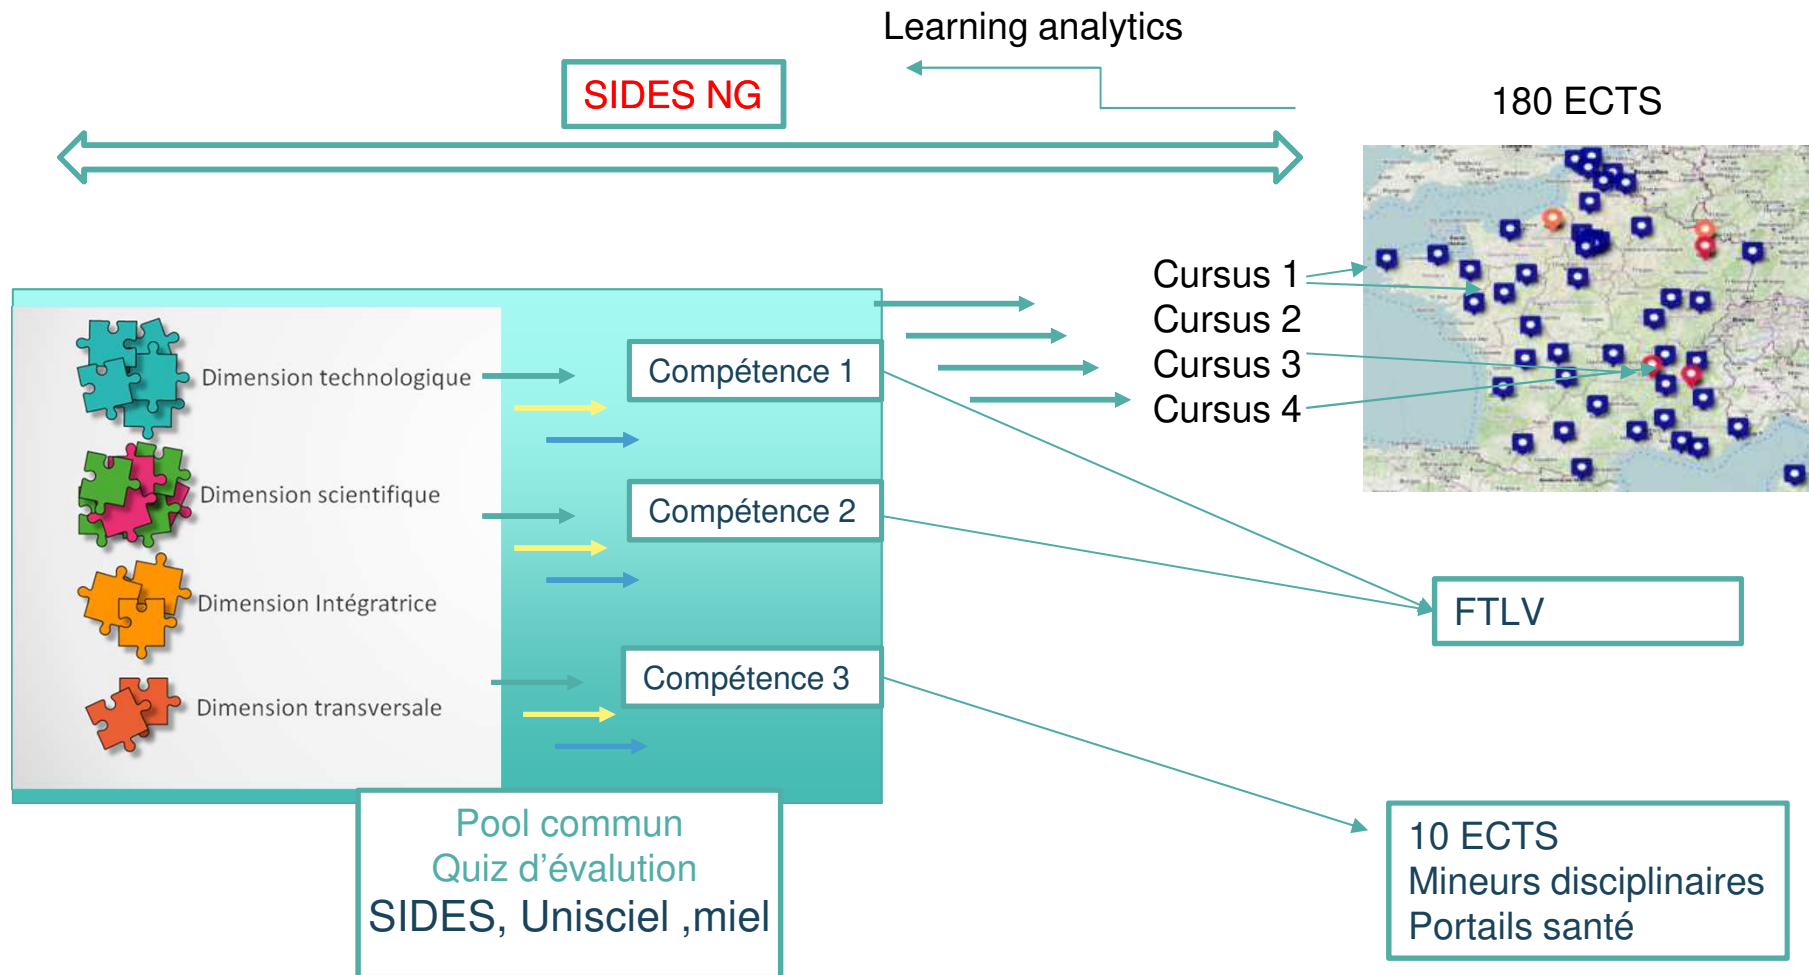 Learning analytics
SIDES NG
180 ECTS
Cursus 1
Cursus 2
Cursus 3
Cursus 4
Dimension technologique
Compétence 1
Dimension scientifique
Compétence 2
Dimension Intégratrice
FTLV
Compétence 3
Dimension transversale
Pool commun
Quiz d’évalution
SIDES, Unisciel ,miel
10 ECTS
Mineurs disciplinaires
Portails santé